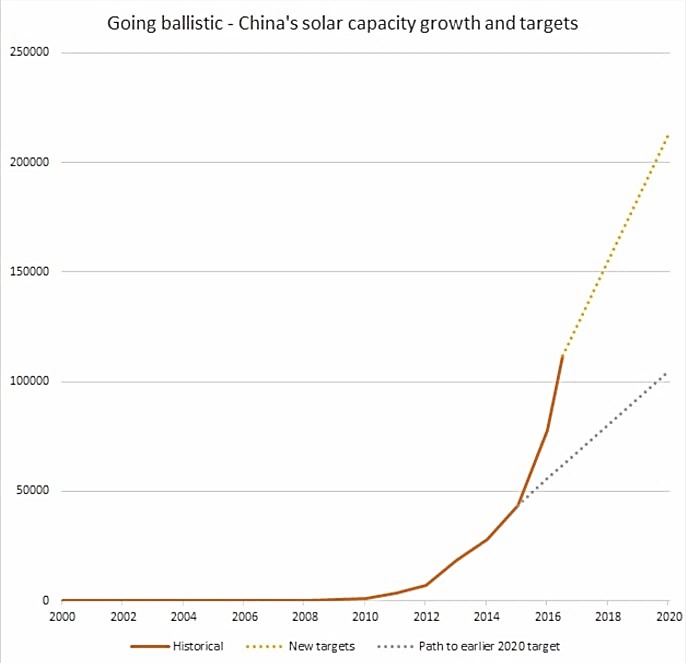 Going ballistic - China's solar capacity growth and targets
250000
200000
150000
100000
50000
0
2000 2002 2004 2006 2008 2010 2012 2014 2016 2018 2020
Historical New targets Path to earlier 2020 target